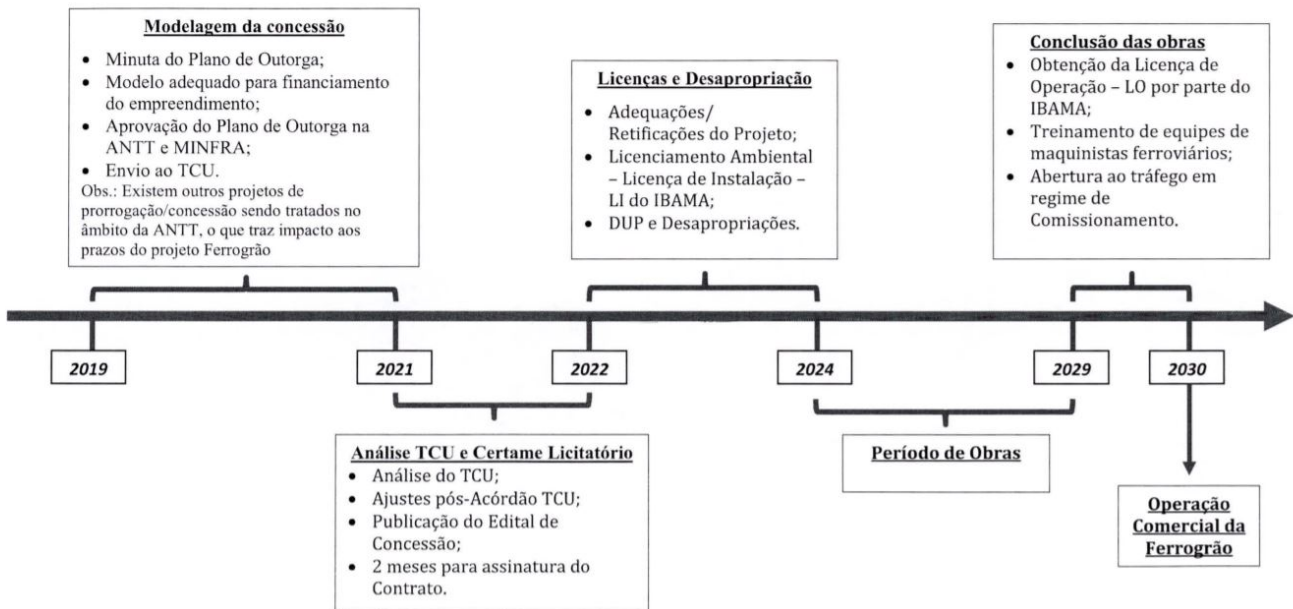 Modelagem da concessão
• Minuta do Plano de Outorga;
• Modelo adequado para financiamento
do empreendimento;
• Aprovação do Plano de Outorga na
ANTT e MINFRA;
• Envio ao TCU.
Obs.: Existem outros projetos de
prorrogação/concessão sendo tratados no
âmbito da ANTT, o que traz impacto aos
prazos do projeto Ferrogrão
Licenças e Desapropriação
• Adequações/
Retificações do Projeto;
• Licenciamento Ambiental
– Licença de Instalação –
LI do IBAMA;
• DUP e Desapropriações.
Conclusão das obras
• Obtenção da Licença de
Operação – LO por parte do
IBAMA;
• Treinamento de equipes de
maquinistas ferroviários;
• Abertura ao tráfego em
regime de
Comissionamento.
2019
2021
2022
2024
2029
2030
Análise TCU e Certame Licitatório
• Análise do TCU;
• Ajustes pós-Acórdão TCU;
• Publicação do Edital de
Concessão;
• 2 meses para assinatura do
Contrato.
Período de Obras
Operação
Comercial da
Ferrogrão